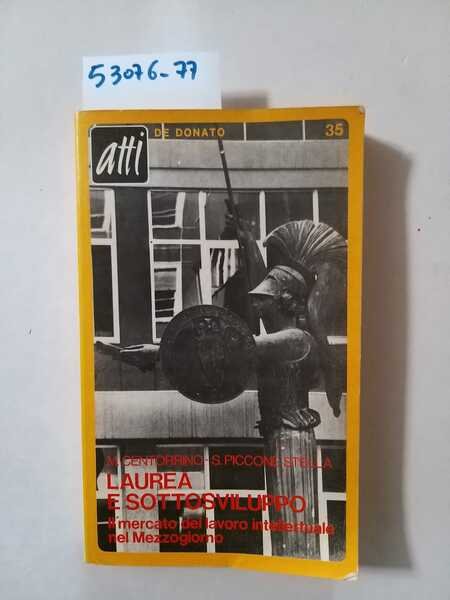 53076-77
atti
DE DONATO 35
M. CENTORRINO - S. PICCONE STELLA
LAUREA
E SOTTOSVILUPPO
Il mercato del lavoro intellettuale
nel Mezzogiorno